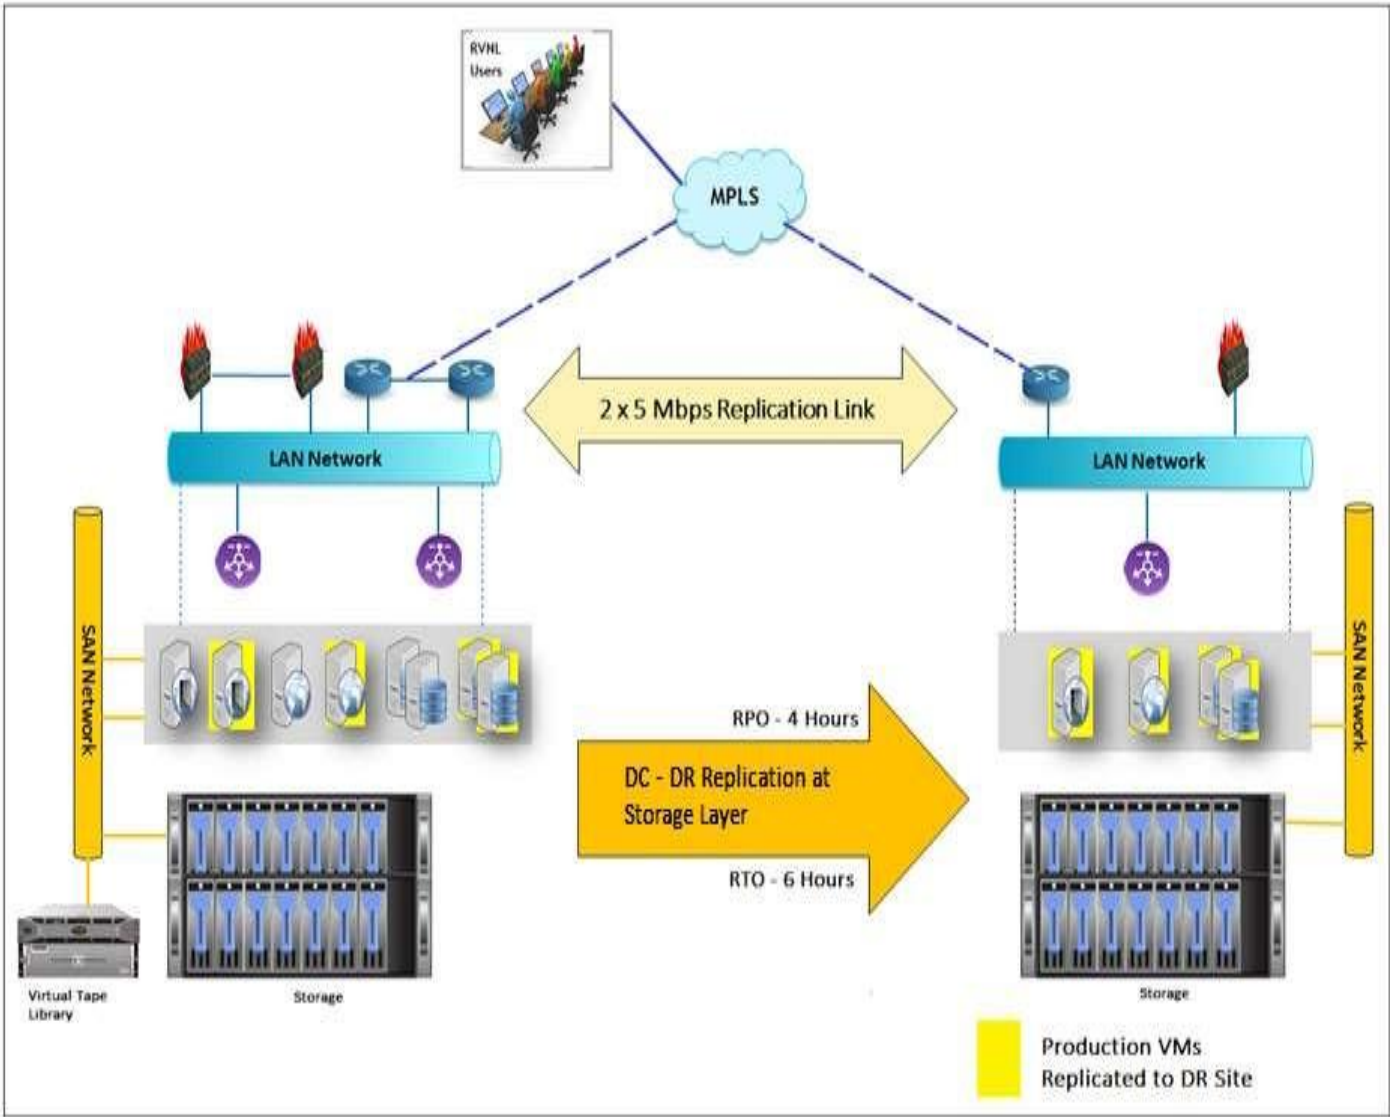 RVNL
Users
MPLS
2 x 5 Mbps Replication Link
LAN Network
LAN Network
SAN Network
SAN Network
RPO - 4 Hours
DC - DR Replication at
Storage Layer
RTO - 6 Hours
Virtual Tape
Library
Storage
Storage
Production VMs
Replicated to DR Site